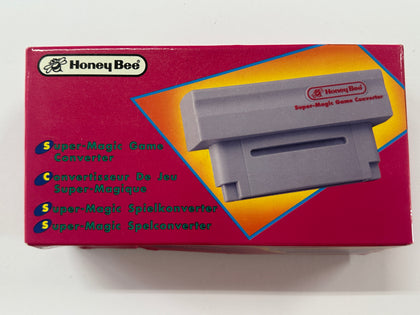 Honey Bee®
Honey Bee®
Super-Magic Game Converter
Super-Magic Game
Converter
Convertisseur De Jeu
Super-Magique
Super-Magic Spielkonverter
Super-Magic Spelconverter